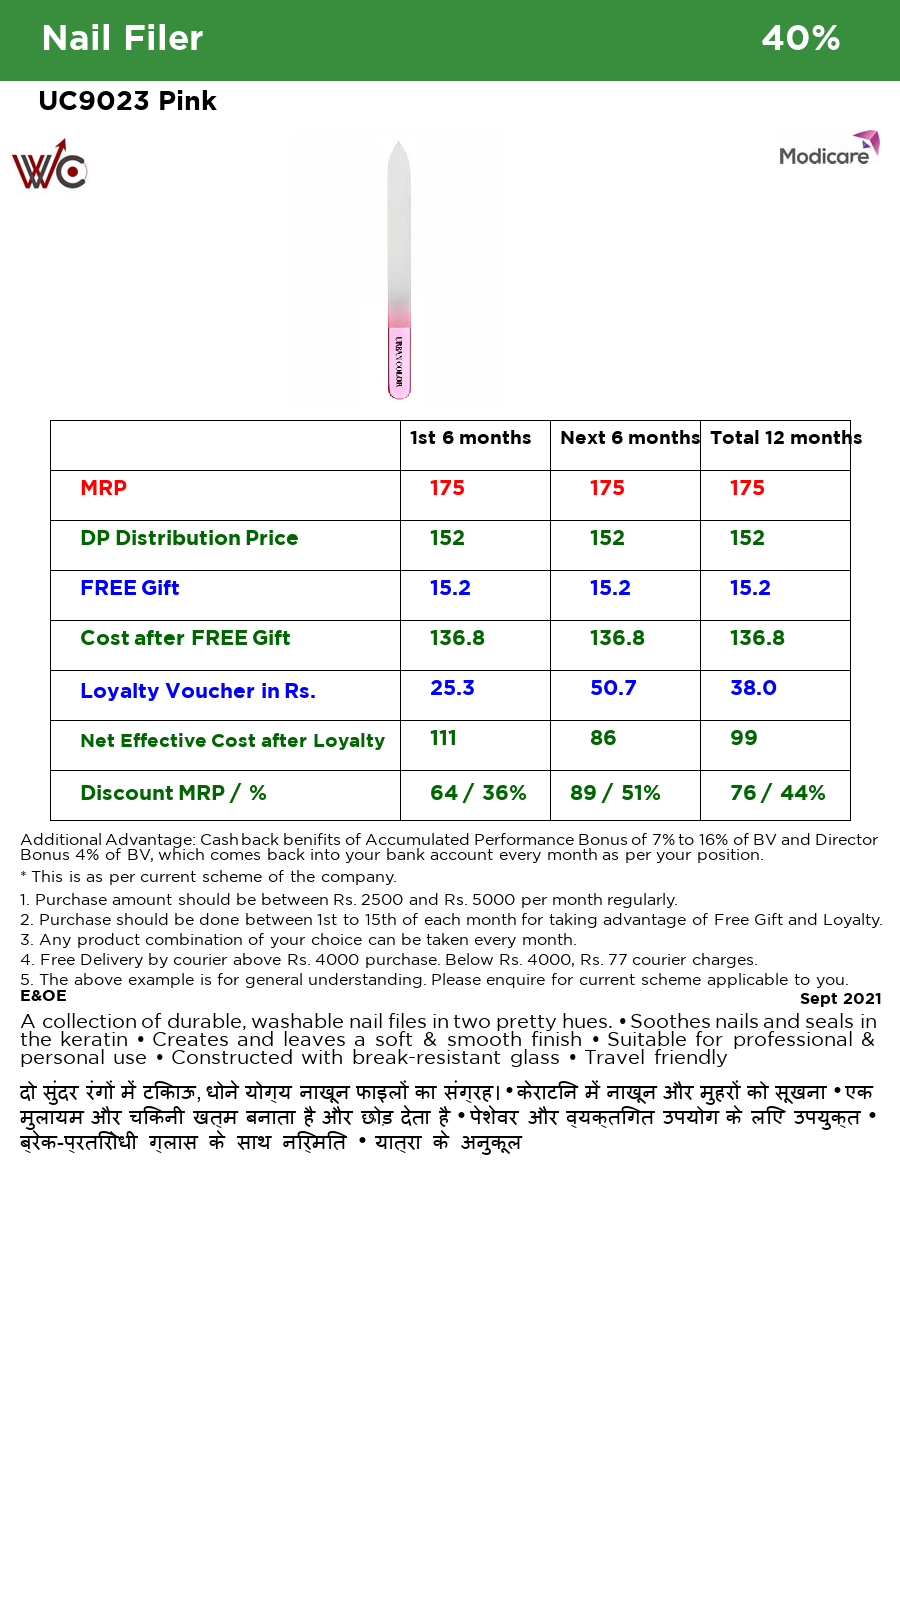 Nail Filer 40%
UC9023 Pink
WC
Modicare
URBAN COLOR
1st 6 months Next 6 months Total 12 months
MRP 175 175 175
DP Distribution Price 152 152 152
FREE Gift 15.2 15.2 15.2
Cost after FREE Gift 136.8 136.8 136.8
Loyalty Voucher in Rs. 25.3 50.7 38.0
Net Effective Cost after Loyalty 111 86 99
Discount MRP / % 64 / 36% 89 / 51% 76 / 44%
Additional Advantage: Cashback benifits of Accumulated Performance Bonus of 7% to 16% of BV and Director
Bonus 4% of BV, which comes back into your bank account every month as per your position.
* This is as per current scheme of the company.
1. Purchase amount should be between Rs. 2500 and Rs. 5000 per month regularly.
2. Purchase should be done between 1st to 15th of each month for taking advantage of Free Gift and Loyalty.
3. Any product combination of your choice can be taken every month.
4. Free Delivery by courier above Rs. 4000 purchase. Below Rs. 4000, Rs. 77 courier charges.
5. The above example is for general understanding. Please enquire for current scheme applicable to you.
E&OE Sept 2021
A collection of durable, washable nail files in two pretty hues. • Soothes nails and seals in
the keratin • Creates and leaves a soft & smooth finish • Suitable for professional &
personal use • Constructed with break-resistant glass • Travel friendly
दो सुंदर रंगों में टिकाऊ, धोने योग्य नाखून फाइलों का संग्रह। • केराटिन में नाखून और मुहरों को सूखना • एक
मुलायम और चिकनी खत्म बनाता है और छोड़ देता है • पेशेवर और व्यक्तिगत उपयोग के लिए उपयुक्त •
ब्रेक-प्रतिरोधी ग्लास के साथ निर्मित • यात्रा के अनुकूल